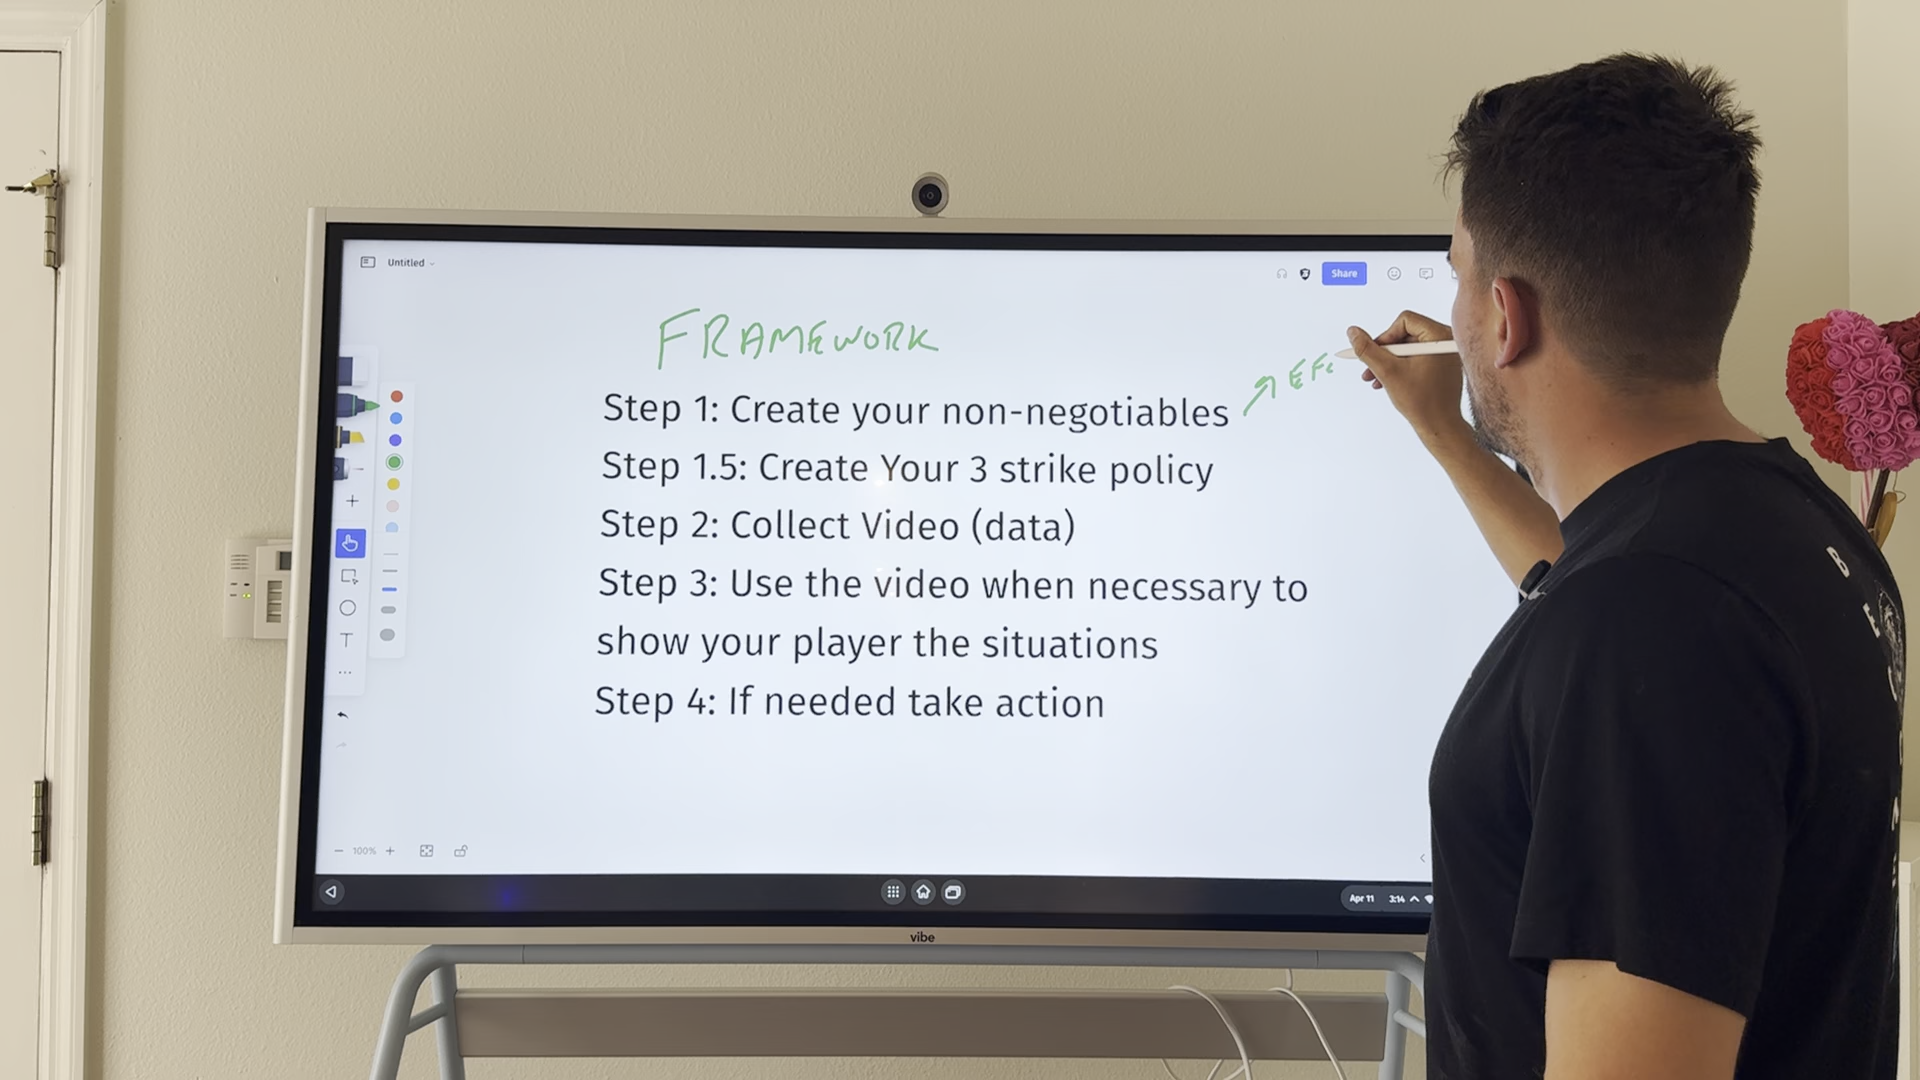 Untitled
Share
FRAMEWORK
Step 1: Create your non-negotiables
Step 1.5: Create Your 3 strike policy
Step 2: Collect Video (data)
Step 3: Use the video when necessary to
show your player the situations
Step 4: If needed take action
T
100%
Apr 11 3:14
vibe
B
E